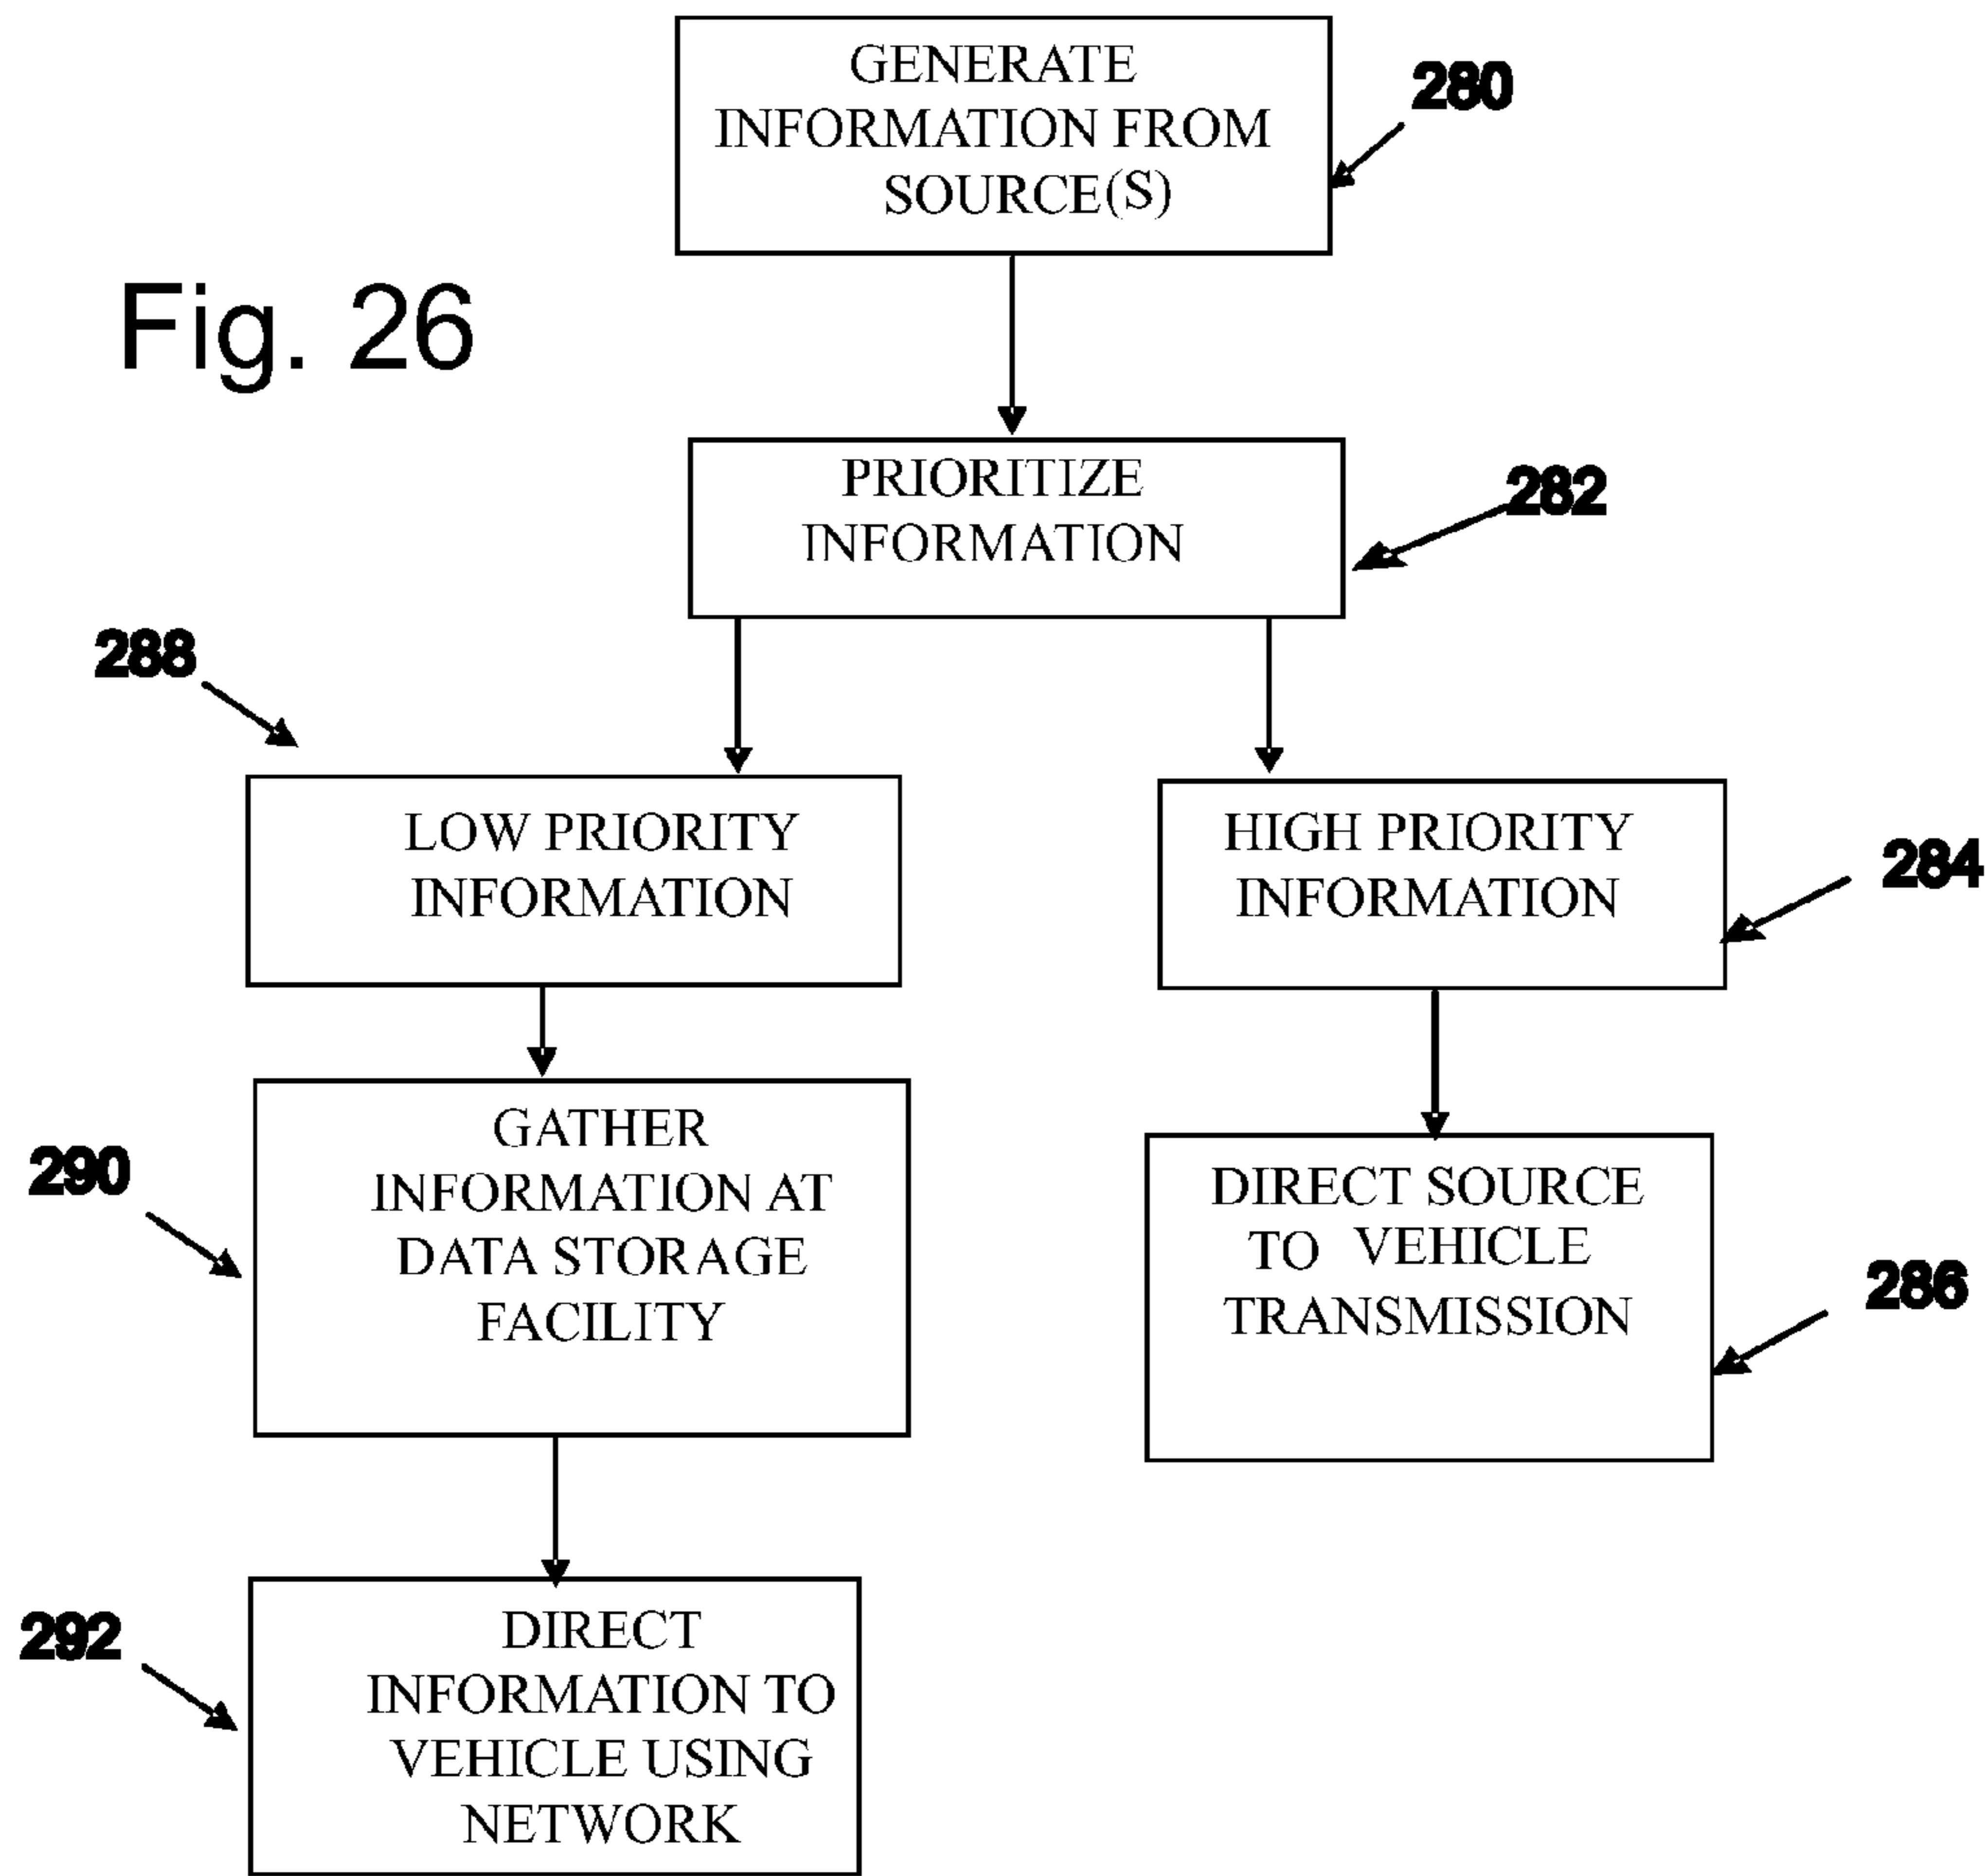 GENERATE
INFORMATION FROM
SOURCE(S)
280
Fig. 26
PRIORITIZE
INFORMATION
282
288
LOW PRIORITY
INFORMATION
HIGH PRIORITY
INFORMATION
284
290
GATHER
INFORMATION AT
DATA STORAGE
FACILITY
DIRECT SOURCE
TO VEHICLE
TRANSMISSION
286
292
DIRECT
INFORMATION TO
VEHICLE USING
NETWORK